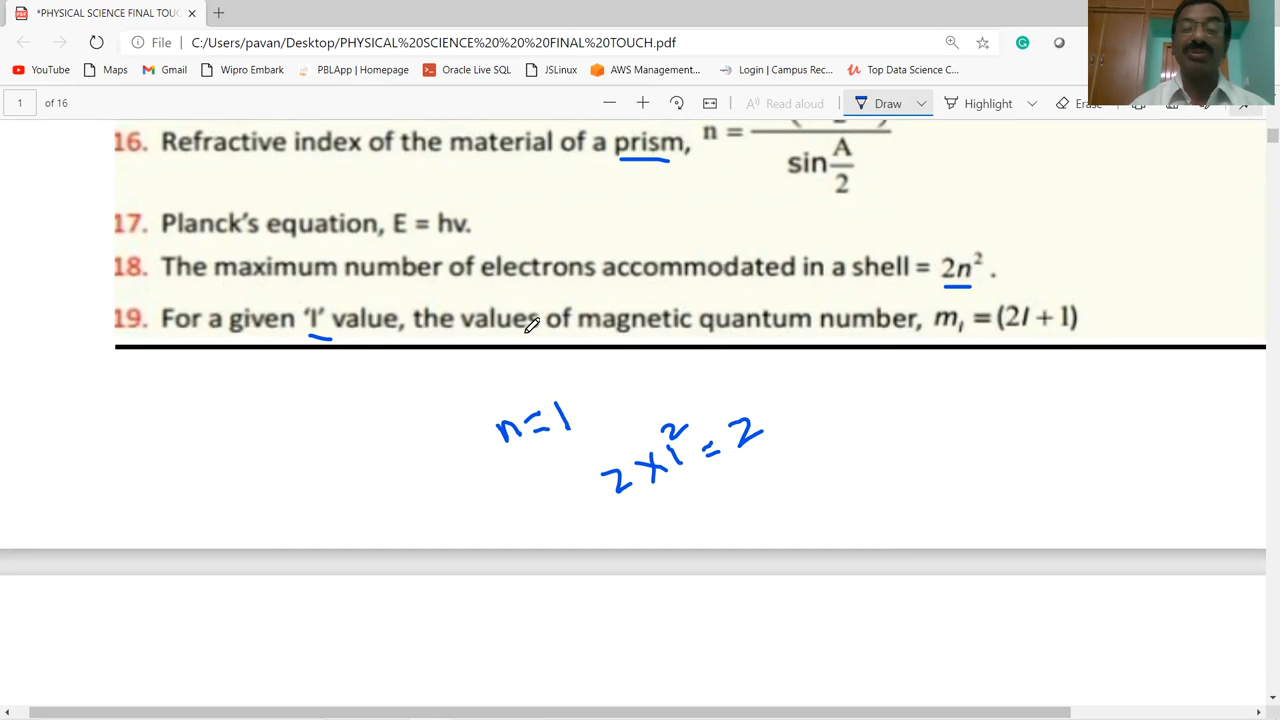 *PHYSICAL SCIENCE FINAL TOUCH.
File C:/Users/pavan/Desktop/PHYSICAL%20SCIENCE%20%20%20FINAL%20TOUCH.pdf
YouTube Maps Gmail Wipro Embark PBLApp | Homepage Oracle Live SQL JSLinux AWS Management... Login | Campus Rec... Top Data Science C...
1 of 16 Read aloud Draw Highlight Erase
16. Refractive index of the material of a prism, n = sin A/2
17. Planck's equation, E = hν.
18. The maximum number of electrons accommodated in a shell = 2n² .
19. For a given 'l' value, the values of magnetic quantum number, mₗ = (2l + 1)
n=1
2 x 1² = 2